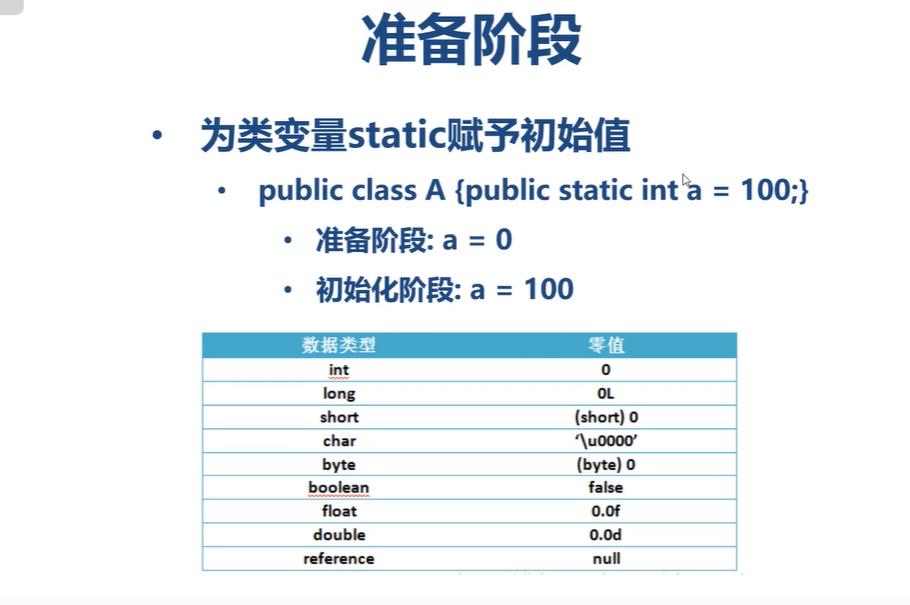 准备阶段
• 为类变量static赋予初始值
• public class A {public static int a = 100;}
• 准备阶段: a = 0
• 初始化阶段: a = 100
数据类型 零值
int 0
long 0L
short (short) 0
char ‘\u0000’
byte (byte) 0
boolean false
float 0.0f
double 0.0d
reference null